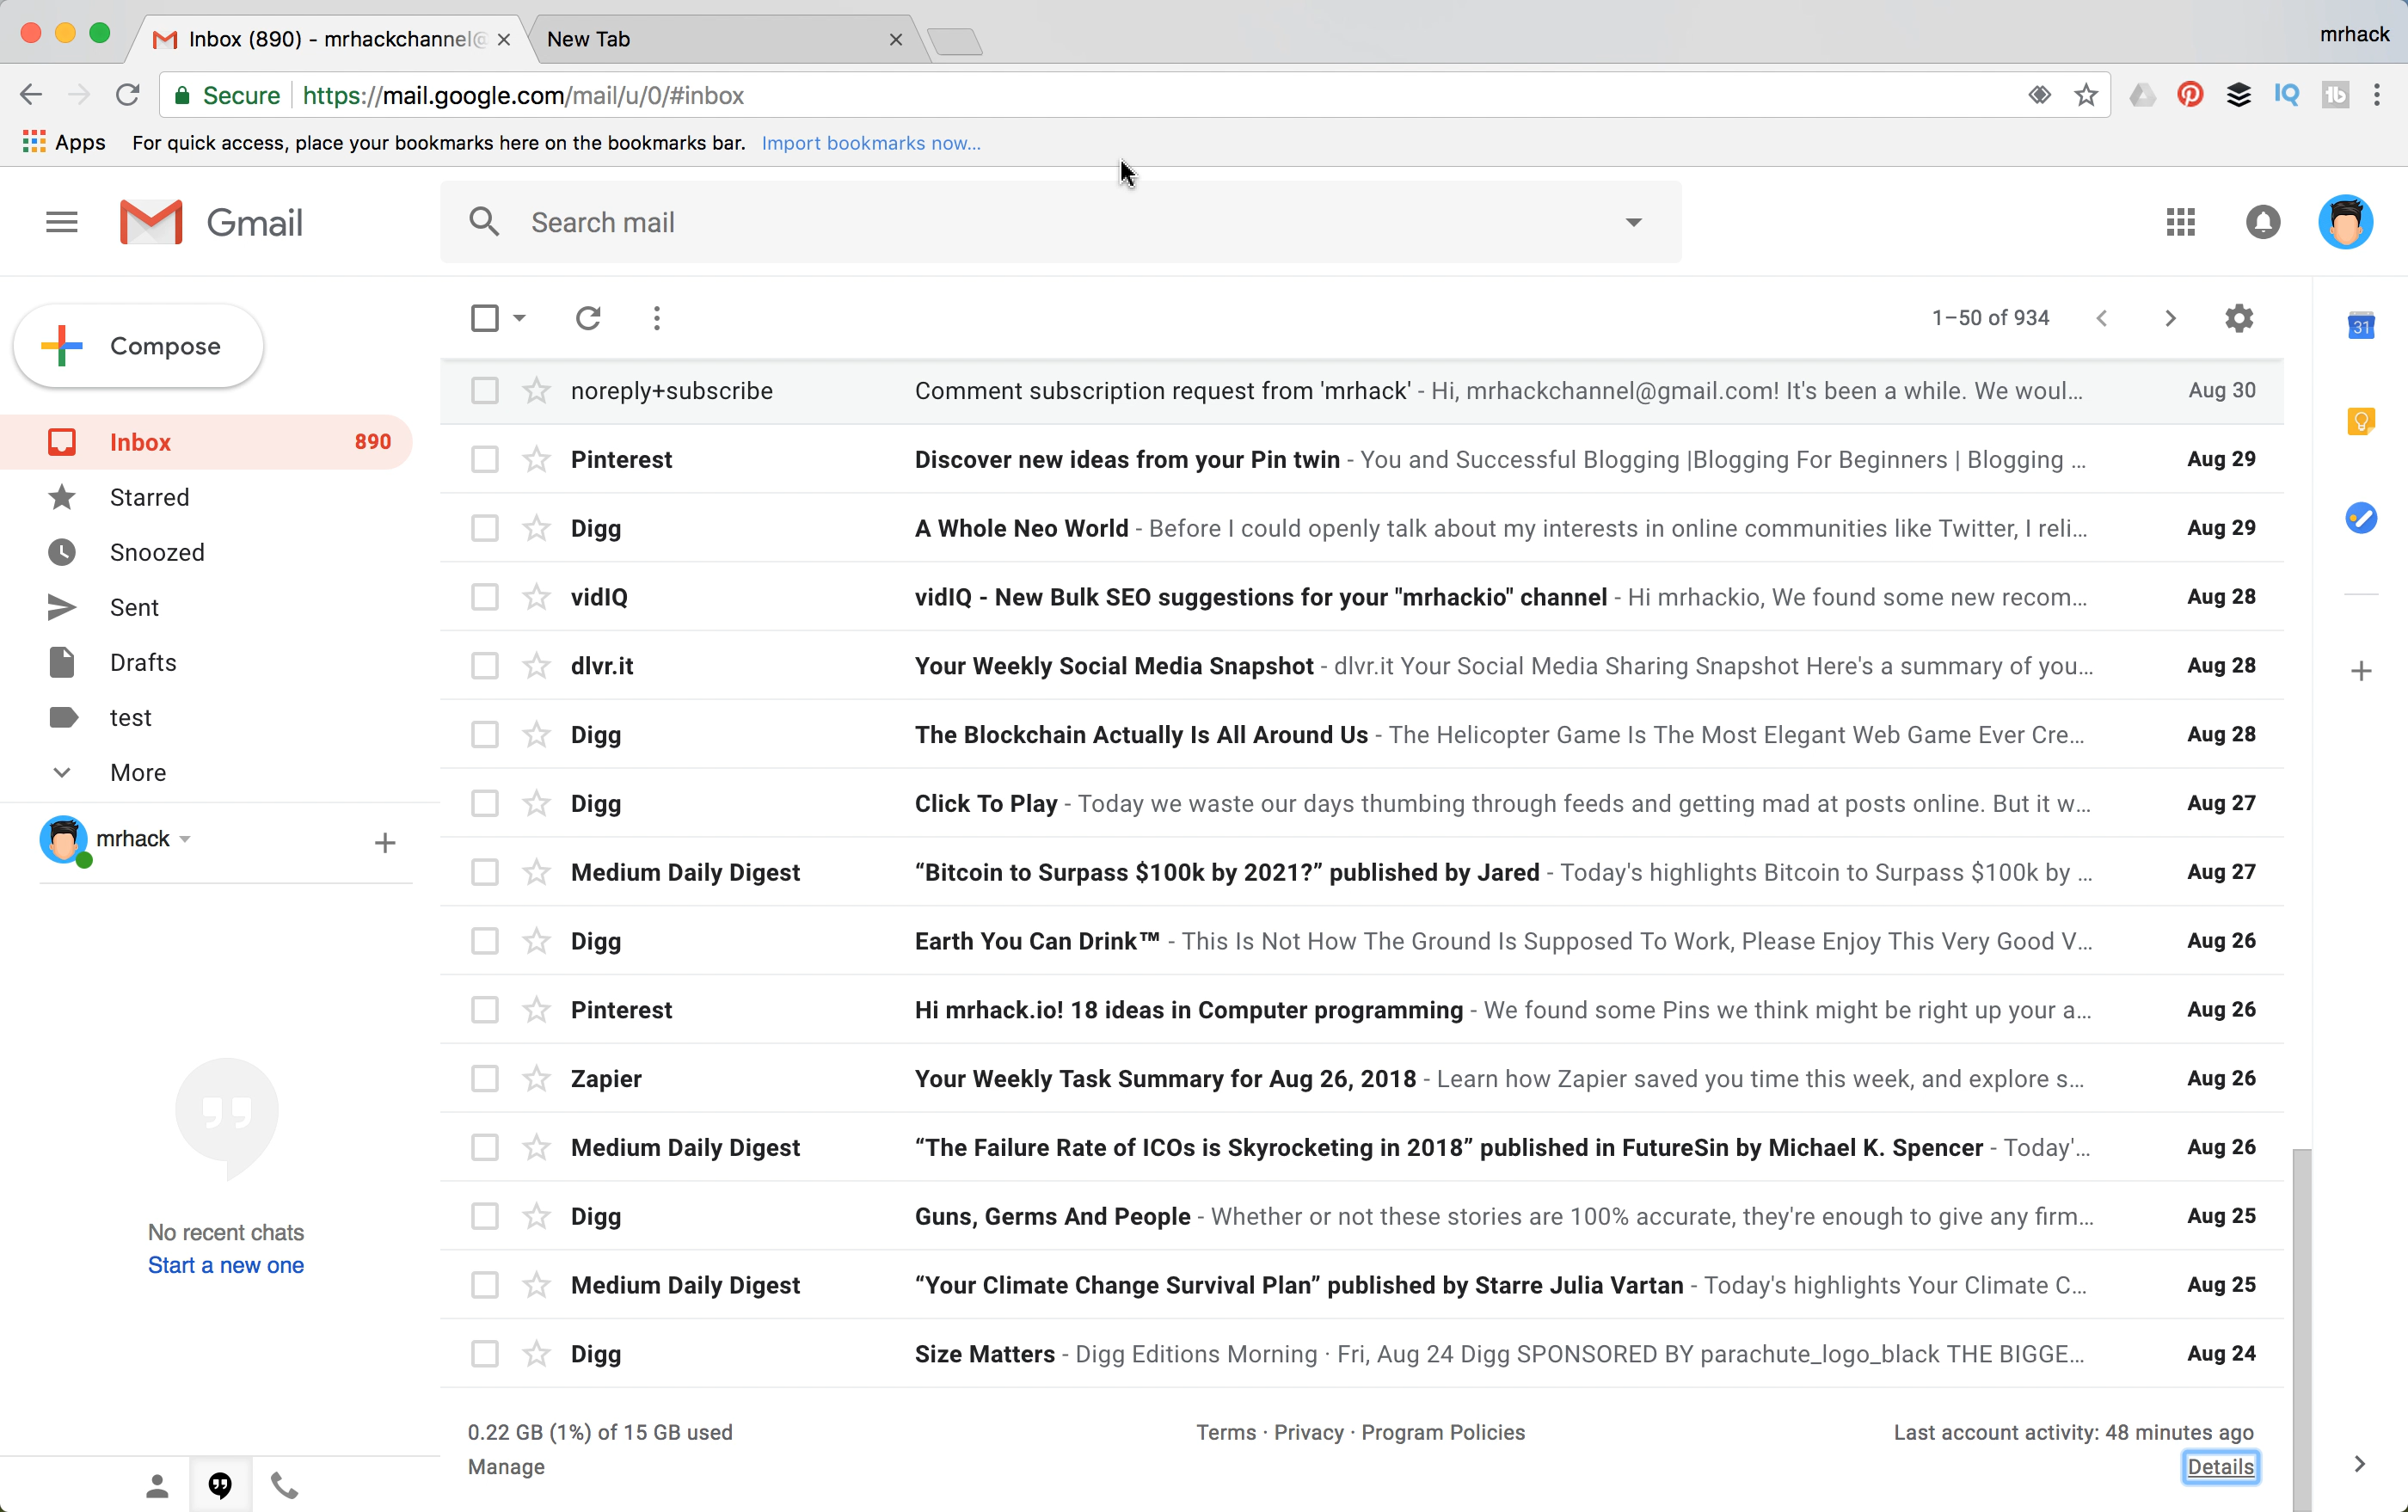 Inbox (890) - mrhackchannel@
New Tab
mrhack
Secure https://mail.google.com/mail/u/0/#inbox
Apps For quick access, place your bookmarks here on the bookmarks bar. Import bookmarks now...
Gmail
Search mail
Compose
Inbox 890
Starred
Snoozed
Sent
Drafts
test
More
mrhack
No recent chats
Start a new one
1–50 of 934
noreply+subscribe Comment subscription request from 'mrhack' - Hi, mrhackchannel@gmail.com! It's been a while. We woul... Aug 30
Pinterest Discover new ideas from your Pin twin - You and Successful Blogging |Blogging For Beginners | Blogging ... Aug 29
Digg A Whole Neo World - Before I could openly talk about my interests in online communities like Twitter, I reli... Aug 29
vidIQ vidIQ - New Bulk SEO suggestions for your "mrhackio" channel - Hi mrhackio, We found some new recom... Aug 28
dlvr.it Your Weekly Social Media Snapshot - dlvr.it Your Social Media Sharing Snapshot Here's a summary of you... Aug 28
Digg The Blockchain Actually Is All Around Us - The Helicopter Game Is The Most Elegant Web Game Ever Cre... Aug 28
Digg Click To Play - Today we waste our days thumbing through feeds and getting mad at posts online. But it w... Aug 27
Medium Daily Digest “Bitcoin to Surpass $100k by 2021?” published by Jared - Today's highlights Bitcoin to Surpass $100k by ... Aug 27
Digg Earth You Can Drink™ - This Is Not How The Ground Is Supposed To Work, Please Enjoy This Very Good V... Aug 26
Pinterest Hi mrhack.io! 18 ideas in Computer programming - We found some Pins we think might be right up your a... Aug 26
Zapier Your Weekly Task Summary for Aug 26, 2018 - Learn how Zapier saved you time this week, and explore s... Aug 26
Medium Daily Digest “The Failure Rate of ICOs is Skyrocketing in 2018” published in FutureSin by Michael K. Spencer - Today'... Aug 26
Digg Guns, Germs And People - Whether or not these stories are 100% accurate, they're enough to give any firm... Aug 25
Medium Daily Digest “Your Climate Change Survival Plan” published by Starre Julia Vartan - Today's highlights Your Climate C... Aug 25
Digg Size Matters - Digg Editions Morning · Fri, Aug 24 Digg SPONSORED BY parachute_logo_black THE BIGGE... Aug 24
0.22 GB (1%) of 15 GB used
Manage
Terms · Privacy · Program Policies
Last account activity: 48 minutes ago
Details
31
IQ